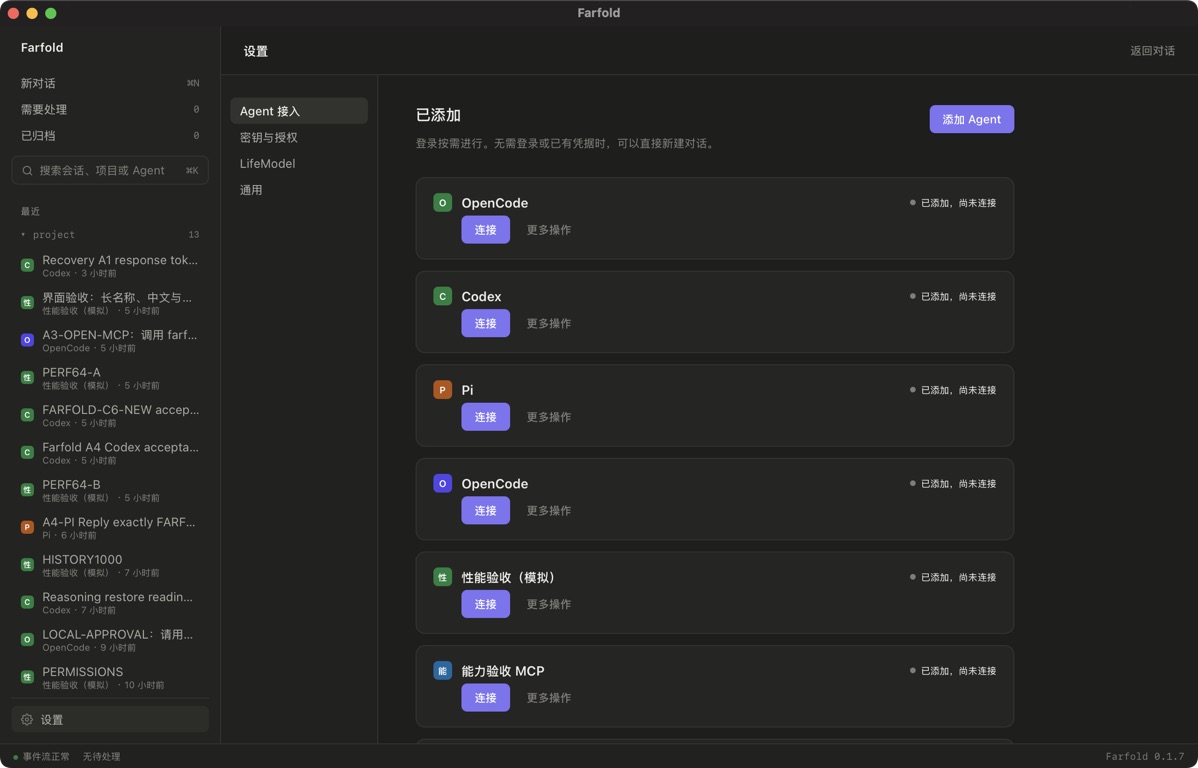 Farfold
Farfold
新对话 ⌘N
需要处理 0
已归档 0
搜索会话、项目或 Agent ⌘K
最近
project 13
C
Recovery A1 response tok...
Codex · 3 小时前
性
界面验收：长名称、中文与...
性能验收（模拟） · 5 小时前
O
A3-OPEN-MCP：调用 farf...
OpenCode · 5 小时前
性
PERF64-A
性能验收（模拟） · 5 小时前
C
FARFOLD-C6-NEW accep...
Codex · 5 小时前
C
Farfold A4 Codex accepta...
Codex · 5 小时前
性
PERF64-B
性能验收（模拟） · 5 小时前
P
A4-PI Reply exactly FARF...
Pi · 6 小时前
性
HISTORY1000
性能验收（模拟） · 7 小时前
C
Reasoning restore readin...
Codex · 7 小时前
O
LOCAL-APPROVAL：请用...
OpenCode · 9 小时前
性
PERMISSIONS
性能验收（模拟） · 10 小时前
设置
设置
返回对话
Agent 接入
密钥与授权
LifeModel
通用
已添加
添加 Agent
登录按需进行。无需登录或已有凭据时，可以直接新建对话。
O OpenCode 已添加，尚未连接
连接 更多操作
C Codex 已添加，尚未连接
连接 更多操作
P Pi 已添加，尚未连接
连接 更多操作
O OpenCode 已添加，尚未连接
连接 更多操作
性 性能验收（模拟） 已添加，尚未连接
连接 更多操作
能 能力验收 MCP 已添加，尚未连接
连接 更多操作
事件流正常 无待处理
Farfold 0.1.7